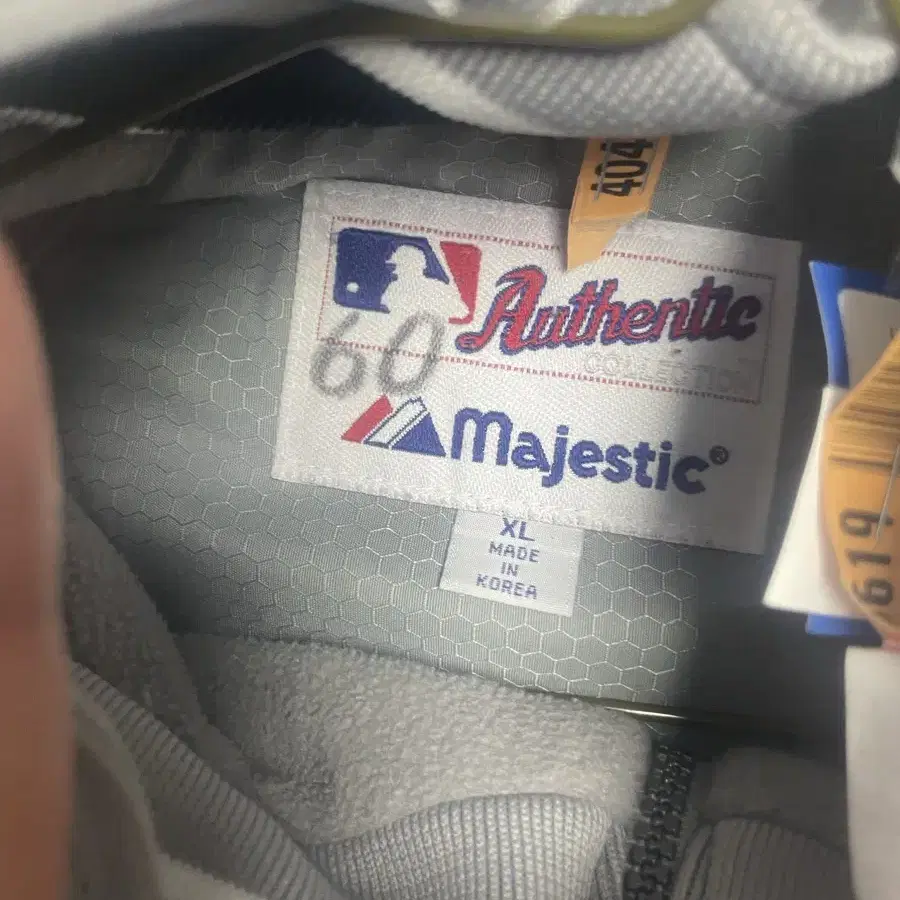 404
Authentic
COLLECTION
60
Majestic®
XL
MADE
IN
KOREA
619